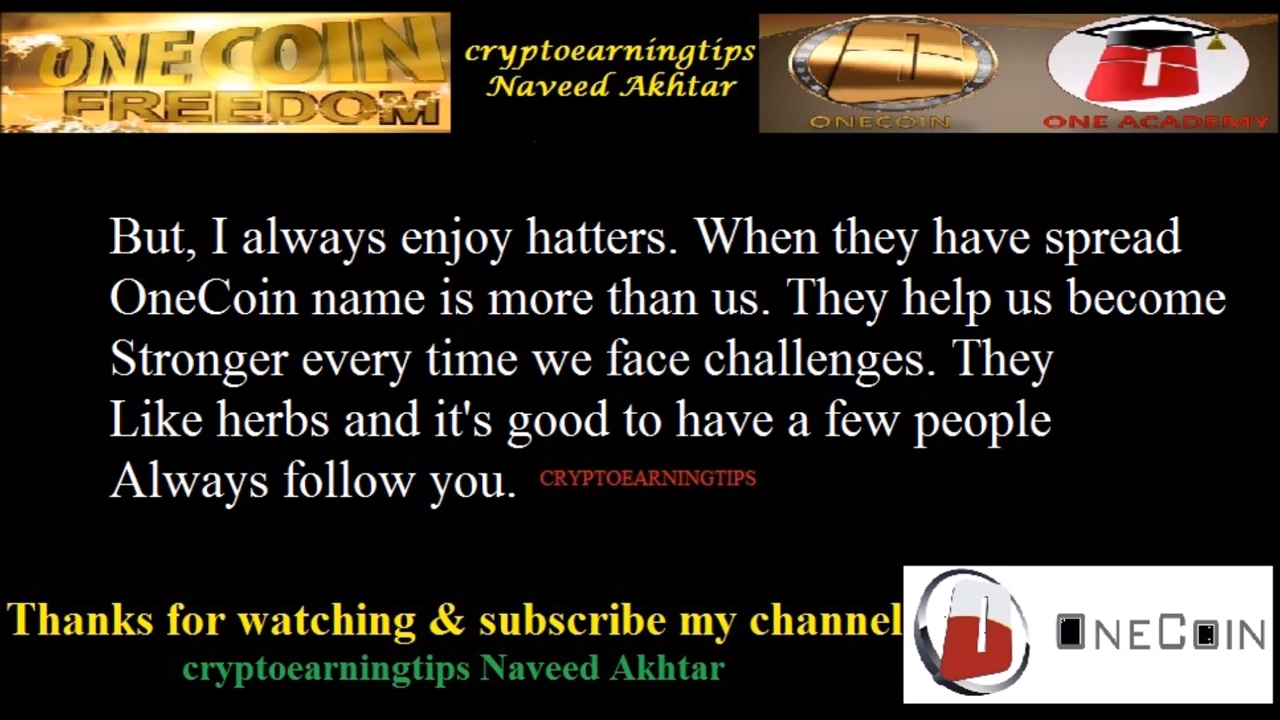 ONE COIN
FREEDOM
cryptoearningtips
Naveed Akhtar
ONECOIN
ONE ACADEMY
But, I always enjoy hatters. When they have spread
OneCoin name is more than us. They help us become
Stronger every time we face challenges. They
Like herbs and it's good to have a few people
Always follow you.
CRYPTOEARNINGTIPS
Thanks for watching & subscribe my channel
cryptoearningtips Naveed Akhtar
ONECOIN